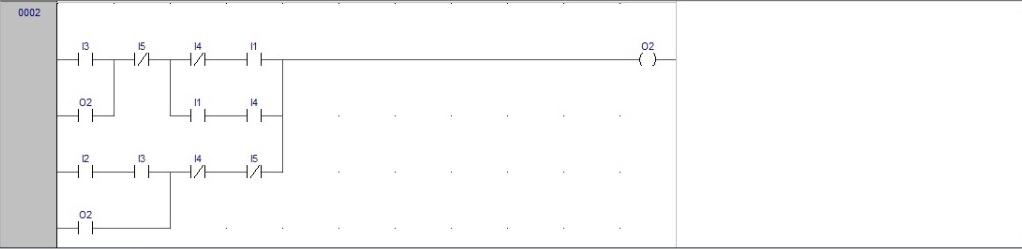 0002
I3 I5 I4 I1 O2
O2 I1 I4
I2 I3 I4 I5
O2